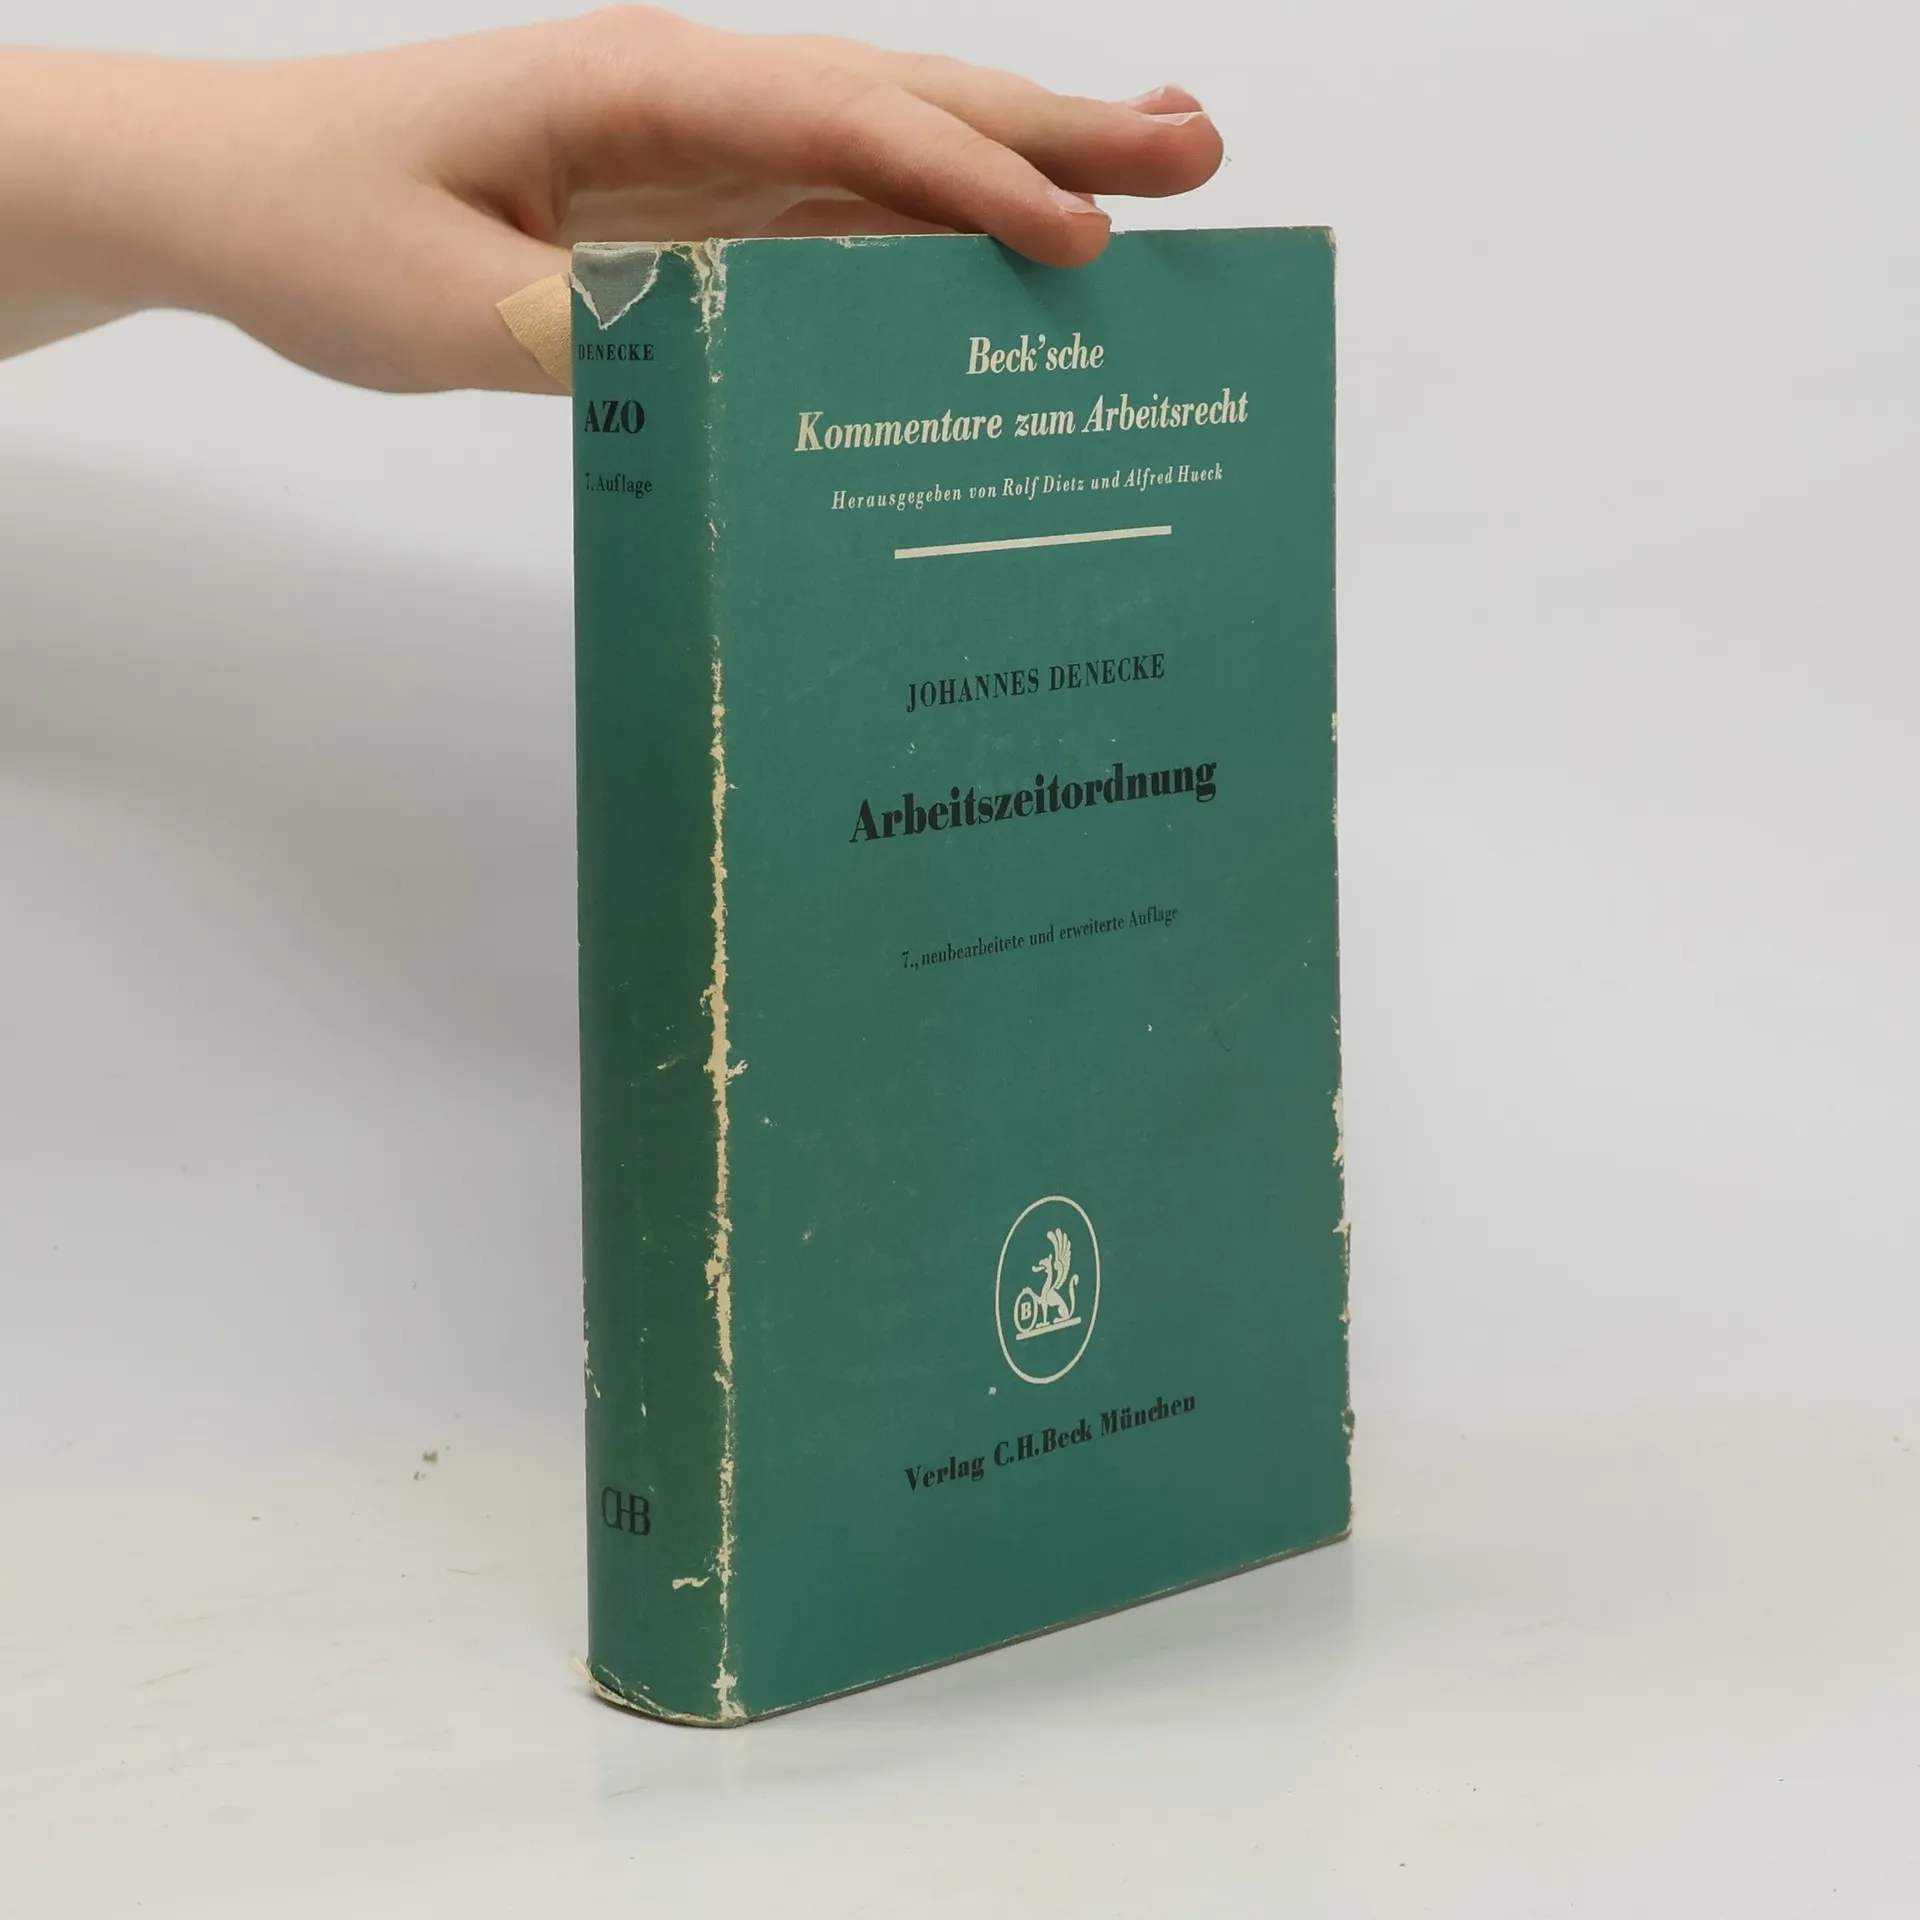 DENECKE
AZO
7. Auflage
CHB
Beck'sche
Kommentare zum Arbeitsrecht
Herausgegeben von Rolf Dietz und Alfred Hueck
JOHANNES DENECKE
Arbeitszeitordnung
7., neubearbeitete und erweiterte Auflage
B
Verlag C.H.Beck München